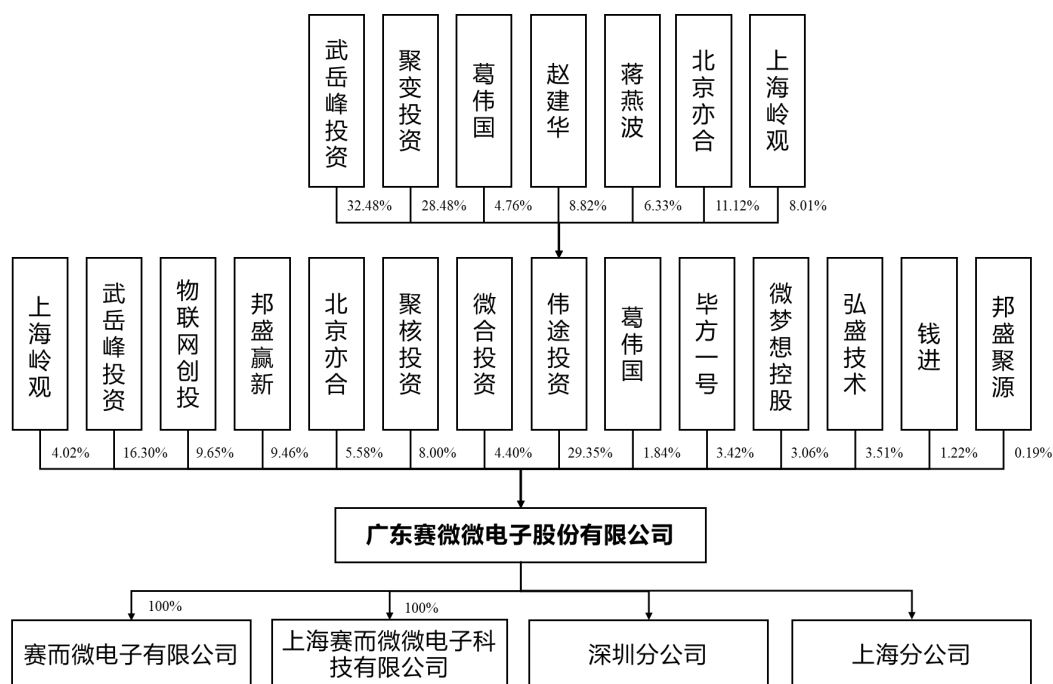 武岳峰投资
聚变投资
葛伟国
赵建华
蒋燕波
北京亦合
上海岭观
32.48%
28.48%
4.76%
8.82%
6.33%
11.12%
8.01%
上海岭观
武岳峰投资
物联网创投
邦盛赢新
北京亦合
聚核投资
微合投资
伟途投资
葛伟国
毕方一号
微梦想控股
弘盛技术
钱进
邦盛聚源
4.02%
16.30%
9.65%
9.46%
5.58%
8.00%
4.40%
29.35%
1.84%
3.42%
3.06%
3.51%
1.22%
0.19%
广东赛微微电子股份有限公司
100%
100%
赛而微电子有限公司
上海赛而微微电子科
技有限公司
深圳分公司
上海分公司